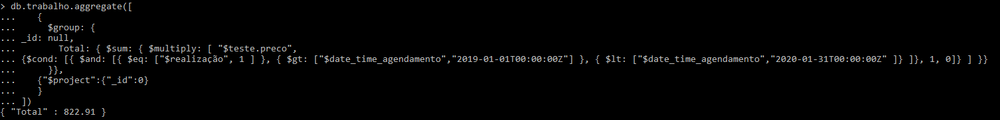 > db.trabalho.aggregate([
...    {
...      $group: {
... _id: null,
...        Total: { $sum: { $multiply: [ "$teste.preco",
... {$cond: [{ $and: [{ $eq: ["$realização", 1 ] }, { $gt: ["$date_time_agendamento","2019-01-01T00:00:00Z"] }, { $lt: ["$date_time_agendamento","2020-01-31T00:00:00Z" ]} ]}, 1, 0]} ] }}
...      }},
...    {"$project":{"_id":0}
...    }
... ])
{ "Total" : 822.91 }